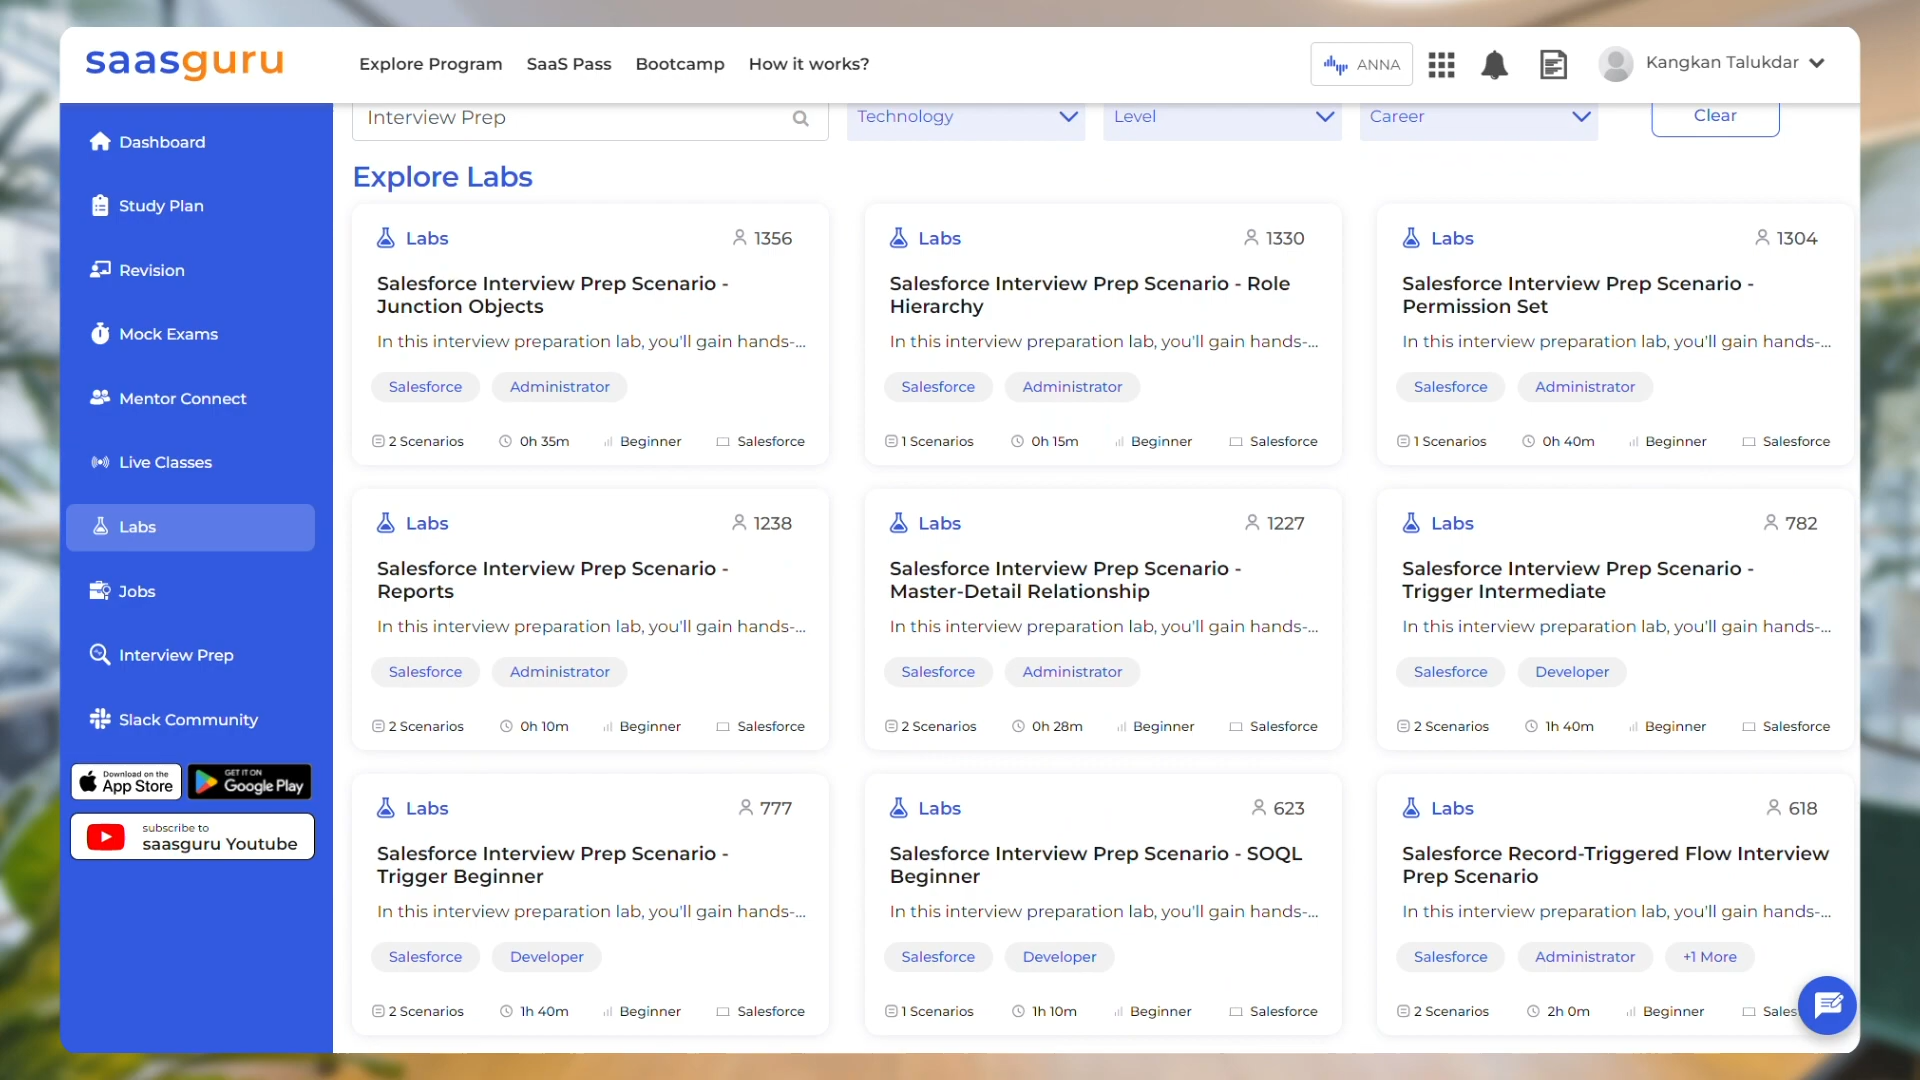 saasguru
Explore Program
SaaS Pass
Bootcamp
How it works?
ANNA
Kangkan Talukdar
Dashboard
Study Plan
Revision
Mock Exams
Mentor Connect
Live Classes
Labs
Jobs
Interview Prep
Slack Community
Download on the
App Store
GET IT ON
Google Play
subscribe to
saasguru Youtube
Interview Prep
Technology
Level
Career
Clear
Explore Labs
Labs
1356
Salesforce Interview Prep Scenario -
Junction Objects
In this interview preparation lab, you'll gain hands-...
Salesforce
Administrator
2 Scenarios
0h 35m
Beginner
Salesforce
Labs
1330
Salesforce Interview Prep Scenario - Role
Hierarchy
In this interview preparation lab, you'll gain hands-...
Salesforce
Administrator
1 Scenarios
0h 15m
Beginner
Salesforce
Labs
1304
Salesforce Interview Prep Scenario -
Permission Set
In this interview preparation lab, you'll gain hands-...
Salesforce
Administrator
1 Scenarios
0h 40m
Beginner
Salesforce
Labs
1238
Salesforce Interview Prep Scenario -
Reports
In this interview preparation lab, you'll gain hands-...
Salesforce
Administrator
2 Scenarios
0h 10m
Beginner
Salesforce
Labs
1227
Salesforce Interview Prep Scenario -
Master-Detail Relationship
In this interview preparation lab, you'll gain hands-...
Salesforce
Administrator
2 Scenarios
0h 28m
Beginner
Salesforce
Labs
782
Salesforce Interview Prep Scenario -
Trigger Intermediate
In this interview preparation lab, you'll gain hands-...
Salesforce
Developer
2 Scenarios
1h 40m
Beginner
Salesforce
Labs
777
Salesforce Interview Prep Scenario -
Trigger Beginner
In this interview preparation lab, you'll gain hands-...
Salesforce
Developer
2 Scenarios
1h 40m
Beginner
Salesforce
Labs
623
Salesforce Interview Prep Scenario - SOQL
Beginner
In this interview preparation lab, you'll gain hands-...
Salesforce
Developer
1 Scenarios
1h 10m
Beginner
Salesforce
Labs
618
Salesforce Record-Triggered Flow Interview
Prep Scenario
In this interview preparation lab, you'll gain hands-...
Salesforce
Administrator
+1 More
2 Scenarios
2h 0m
Beginner
Sales